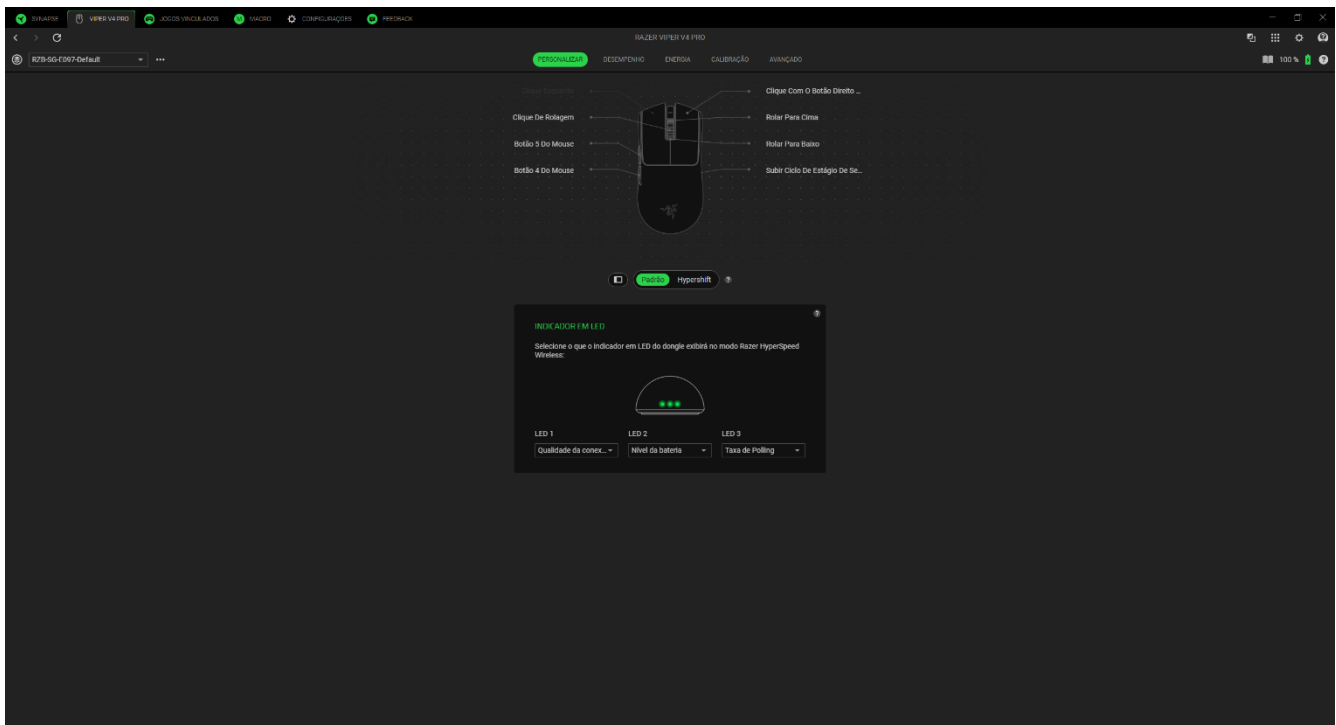 SYNAPSE VIPER V4 PRO JOGOS VINCULADOS MACRO CONFIGURAÇÕES FEEDBACK
RAZER VIPER V4 PRO
RZB-SG-E097-Default
PERSONALIZAR DESEMPENHO ENERGIA CALIBRAÇÃO AVANÇADO
100 %
Clique Com O Botão Direito ...
Clique De Rolagem
Rolar Para Cima
Botão 5 Do Mouse
Rolar Para Baixo
Botão 4 Do Mouse
Subir Ciclo De Estágio De Se...
Padrão Hypershift
INDICADOR EM LED
Selecione o que o indicador em LED do dongle exibirá no modo Razer HyperSpeed
Wireless:
LED 1 LED 2 LED 3
Qualidade da conex... Nível da bateria Taxa de Polling